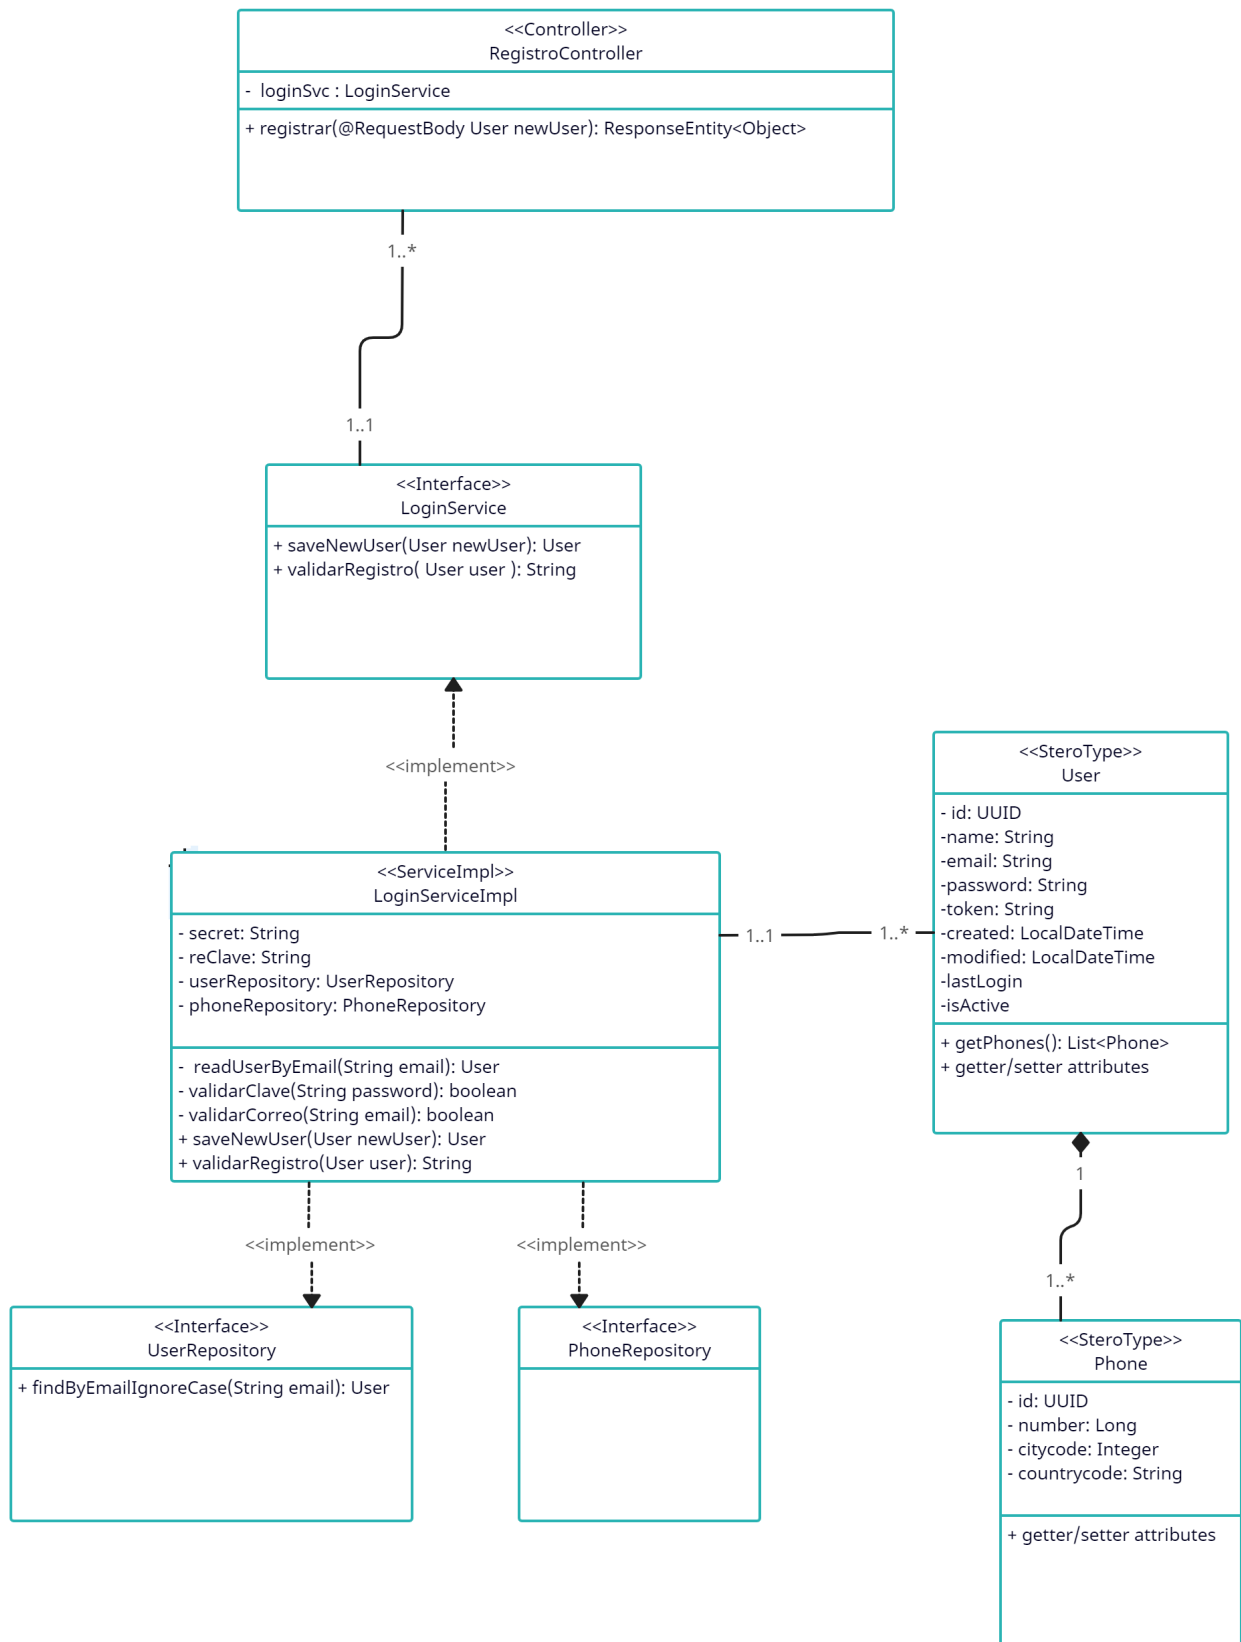 <<Controller>>
RegistroController
-  loginSvc : LoginService
+ registrar(@RequestBody User newUser): ResponseEntity<Object>
1..*
1..1
<<Interface>>
LoginService
+ saveNewUser(User newUser): User
+ validarRegistro( User user ): String
<<implement>>
<<ServiceImpl>>
LoginServiceImpl
- secret: String
- reClave: String
- userRepository: UserRepository
- phoneRepository: PhoneRepository
-  readUserByEmail(String email): User
- validarClave(String password): boolean
- validarCorreo(String email): boolean
+ saveNewUser(User newUser): User
+ validarRegistro(User user): String
1..1
1..*
<<SteroType>>
User
- id: UUID
-name: String
-email: String
-password: String
-token: String
-created: LocalDateTime
-modified: LocalDateTime
-lastLogin
-isActive
+ getPhones(): List<Phone>
+ getter/setter attributes
1
1..*
<<implement>>
<<implement>>
<<Interface>>
UserRepository
+ findByEmailIgnoreCase(String email): User
<<Interface>>
PhoneRepository
<<SteroType>>
Phone
- id: UUID
- number: Long
- citycode: Integer
- countrycode: String
+ getter/setter attributes